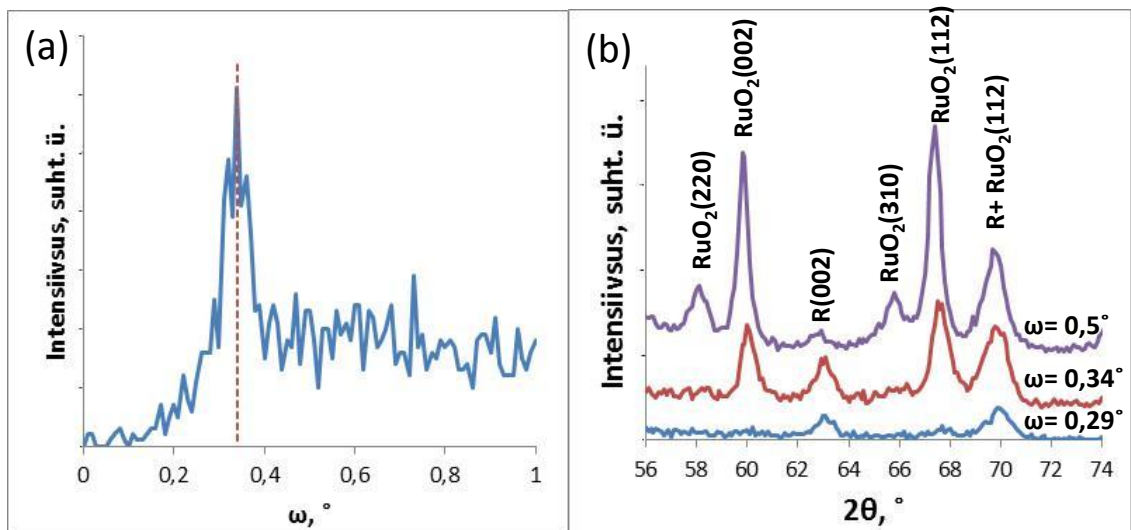 (a)
Intensiivsus, suht. ü.
0
0,2
0,4
0,6
0,8
1
ω, °
(b)
Intensiivsus, suht. ü.
RuO₂(220)
RuO₂(002)
R(002)
RuO₂(310)
RuO₂(112)
R+ RuO₂(112)
ω= 0,5°
ω= 0,34°
ω= 0,29°
56
58
60
62
64
66
68
70
72
74
2θ, °